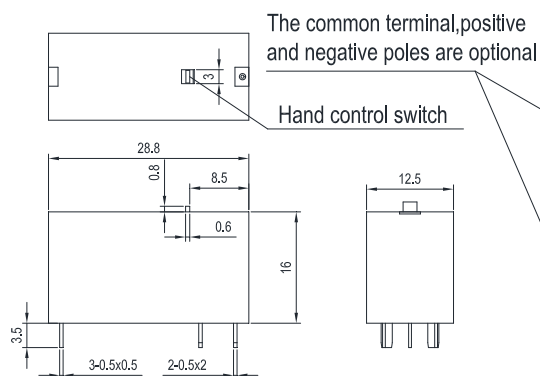 The common terminal,positive
and negative poles are optional
3
Hand control switch
28.8
0.8
8.5
12.5
0.6
16
3.5
3-0.5x0.5
2-0.5x2